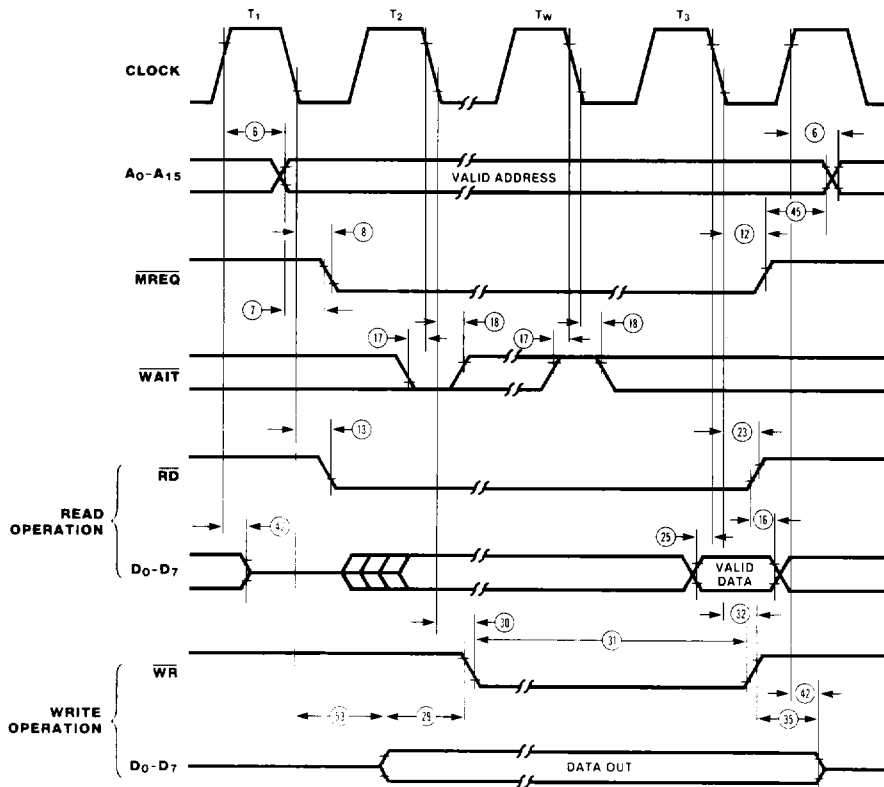 T1 T2 TW T3
CLOCK
6 6
A0-A15 VALID ADDRESS
45
8 12
MREQ
7
17 18 17 18
WAIT
13 23
RD
READ OPERATION
16
25
D0-D7 VALID DATA
32
30 31
WR
WRITE OPERATION
42
53 29 35
D0-D7 DATA OUT